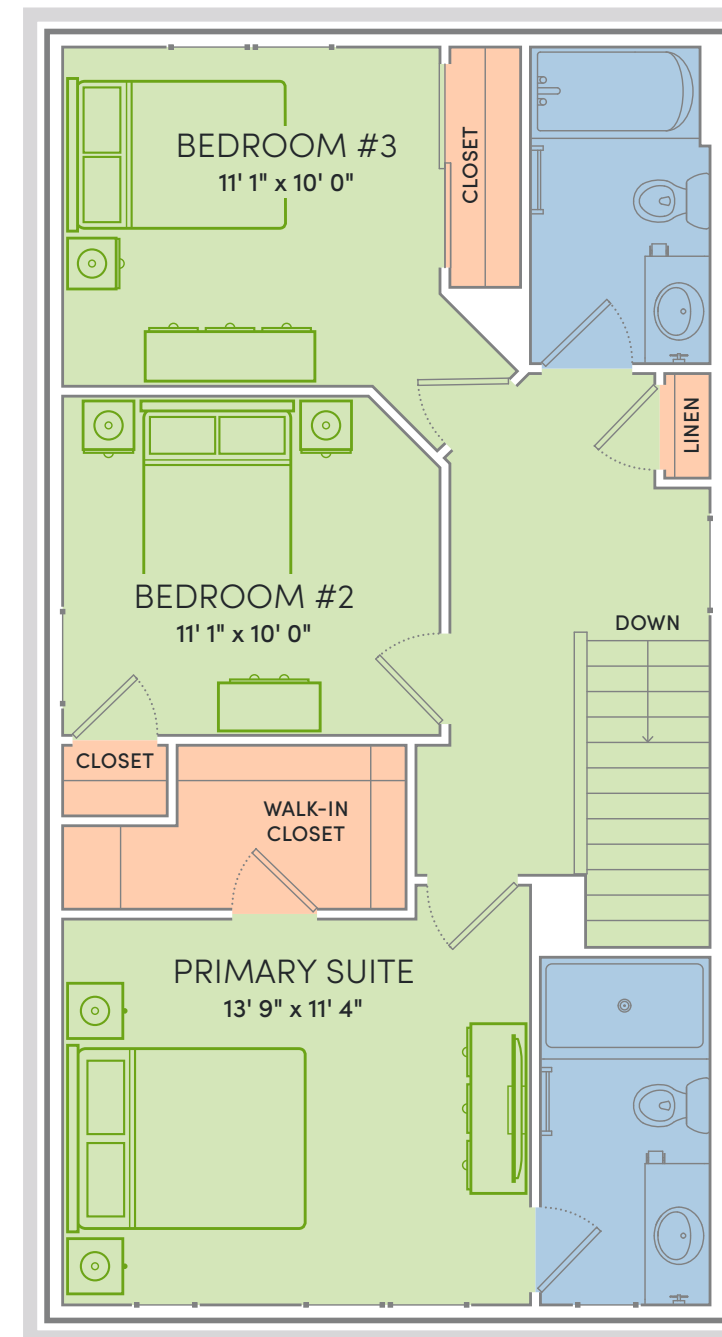 BEDROOM #3
11' 1" x 10' 0"
CLOSET
LINEN
BEDROOM #2
11' 1" x 10' 0"
DOWN
CLOSET
WALK-IN
CLOSET
PRIMARY SUITE
13' 9" x 11' 4"